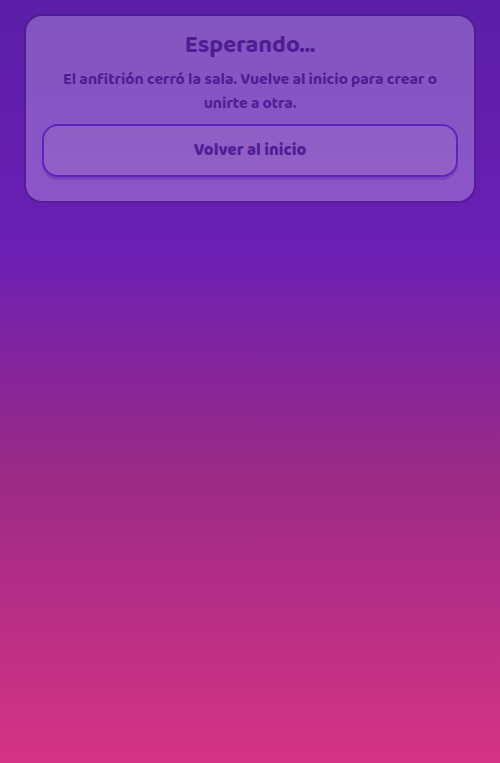 Esperando...
El anfitrión cerró la sala. Vuelve al inicio para crear o
unirte a otra.
Volver al inicio